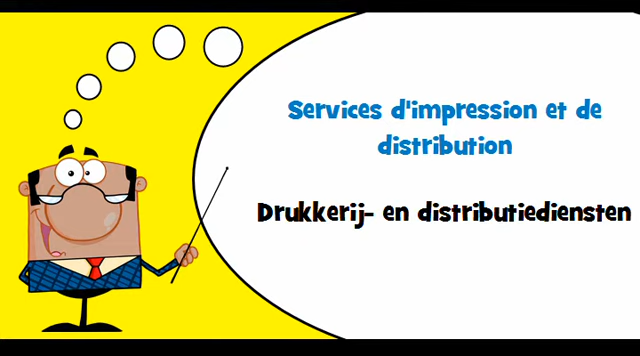 Services d'impression et de
distribution
Drukkerij- en distributiediensten